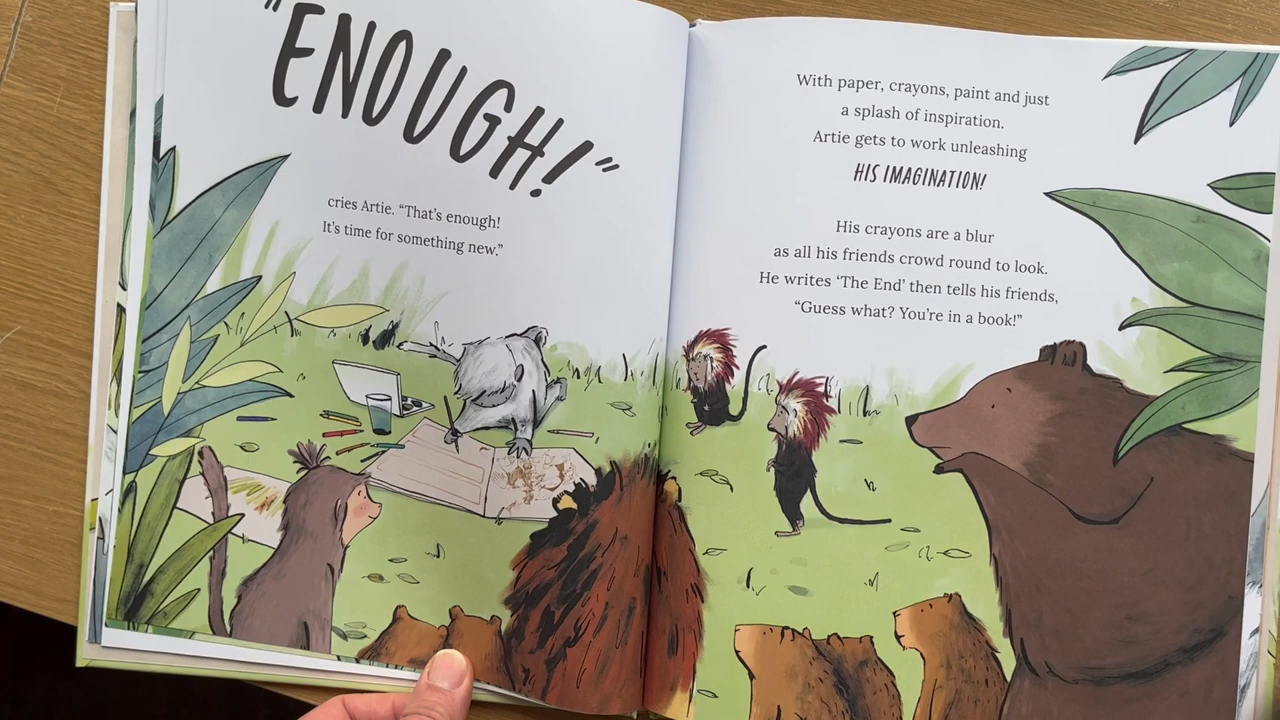 "ENOUGH!"
cries Artie. “That’s enough!
It’s time for something new.”
With paper, crayons, paint and just
a splash of inspiration.
Artie gets to work unleashing
HIS IMAGINATION!
His crayons are a blur
as all his friends crowd round to look.
He writes ‘The End’ then tells his friends,
“Guess what? You’re in a book!”